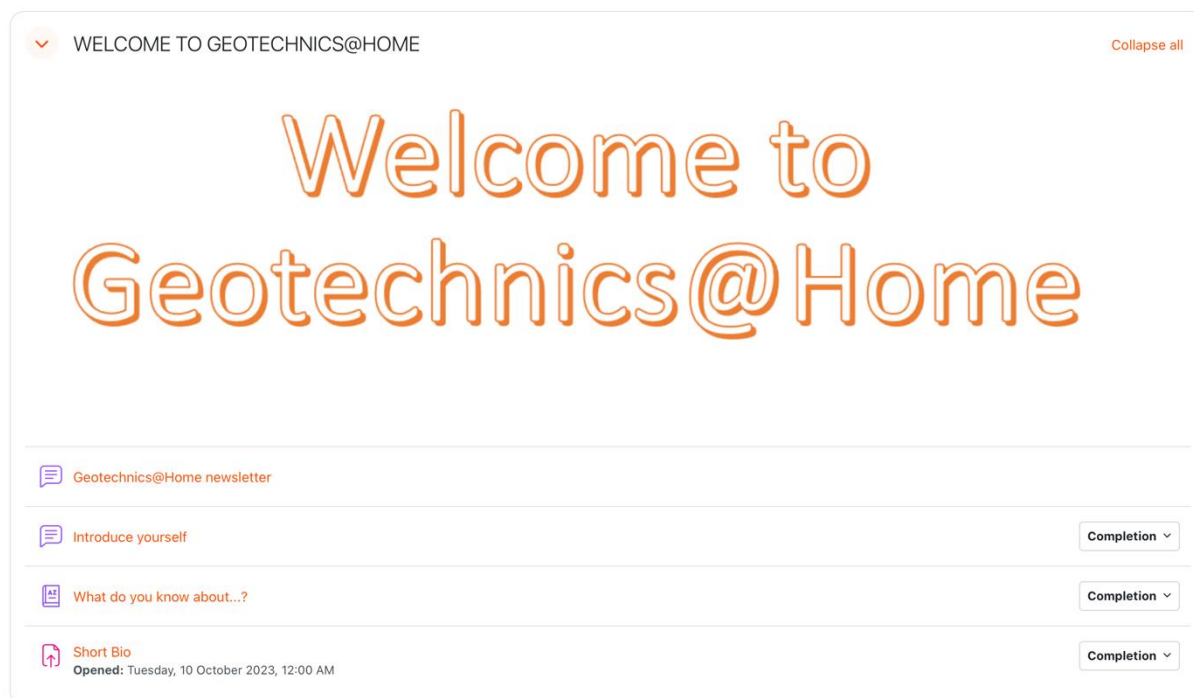 WELCOME TO GEOTECHNICS@HOME
Collapse all
Welcome to
Geotechnics@Home
Geotechnics@Home newsletter
Introduce yourself
Completion
What do you know about...?
Completion
Short Bio
Opened: Tuesday, 10 October 2023, 12:00 AM
Completion